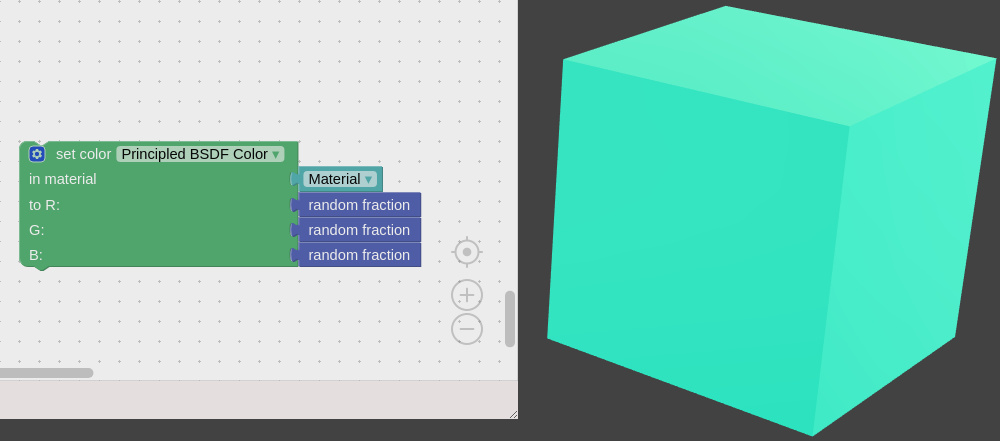 set color Principled BSDF Color ▾
in material Material ▾
to R: random fraction
G: random fraction
B: random fraction